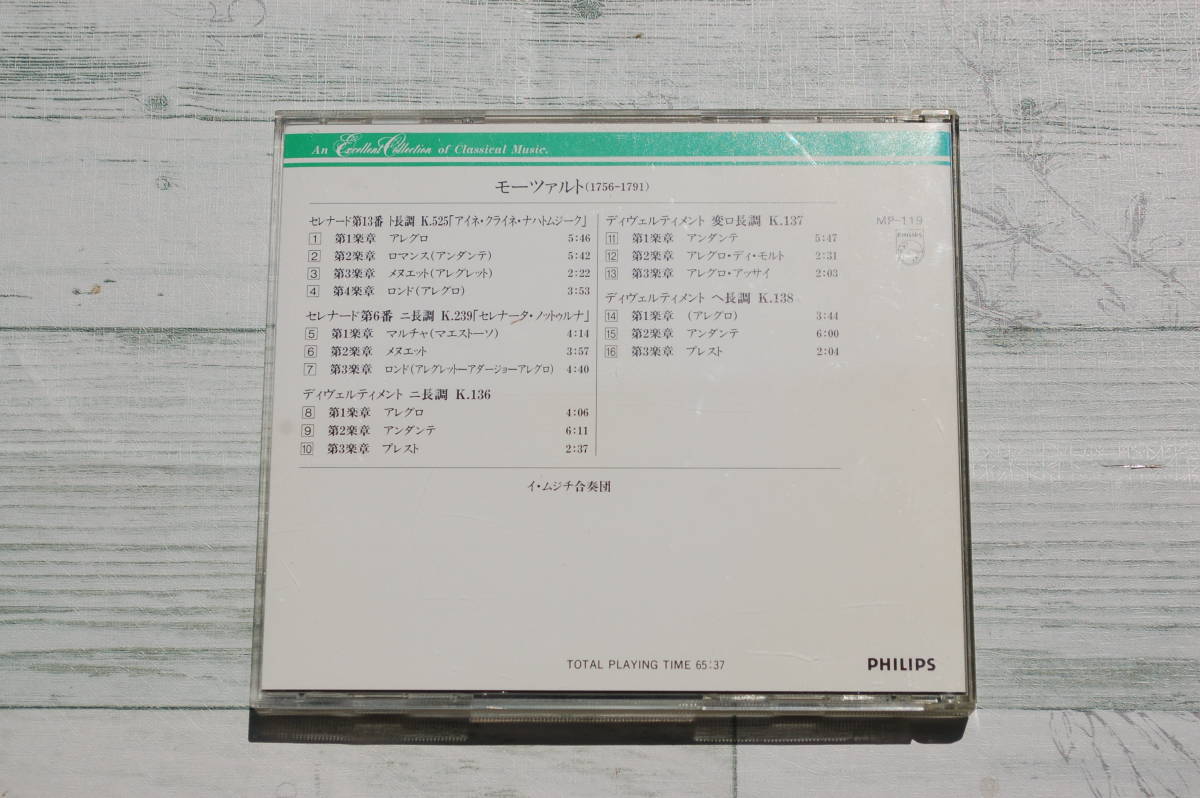 An Excellent Collection of Classical Music.
モーツァルト(1756-1791)
セレナード第13番 ト長調 K.525「アイネ・クライネ・ナハトムジーク」
1 第1楽章 アレグロ 5:46
2 第2楽章 ロマンス(アンダンテ) 5:42
3 第3楽章 メヌエット(アレグレット) 2:22
4 第4楽章 ロンド(アレグロ) 3:53
セレナード第6番 ニ長調 K.239「セレナータ・ノットゥルナ」
5 第1楽章 マルチャ(マエストーソ) 4:14
6 第2楽章 メヌエット 3:57
7 第3楽章 ロンド(アレグレット―アダージョ―アレグロ) 4:40
ディヴェルティメント ニ長調 K.136
8 第1楽章 アレグロ 4:06
9 第2楽章 アンダンテ 6:11
10 第3楽章 プレスト 2:37
ディヴェルティメント 変ロ長調 K.137
11 第1楽章 アンダンテ 5:47
12 第2楽章 アレグロ・ディ・モルト 2:31
13 第3楽章 アレグロ・アッサイ 2:03
ディヴェルティメント ヘ長調 K.138
14 第1楽章 (アレグロ) 3:44
15 第2楽章 アンダンテ 6:00
16 第3楽章 プレスト 2:04
MP-119
PHILIPS
イ・ムジチ合奏団
TOTAL PLAYING TIME 65:37
PHILIPS